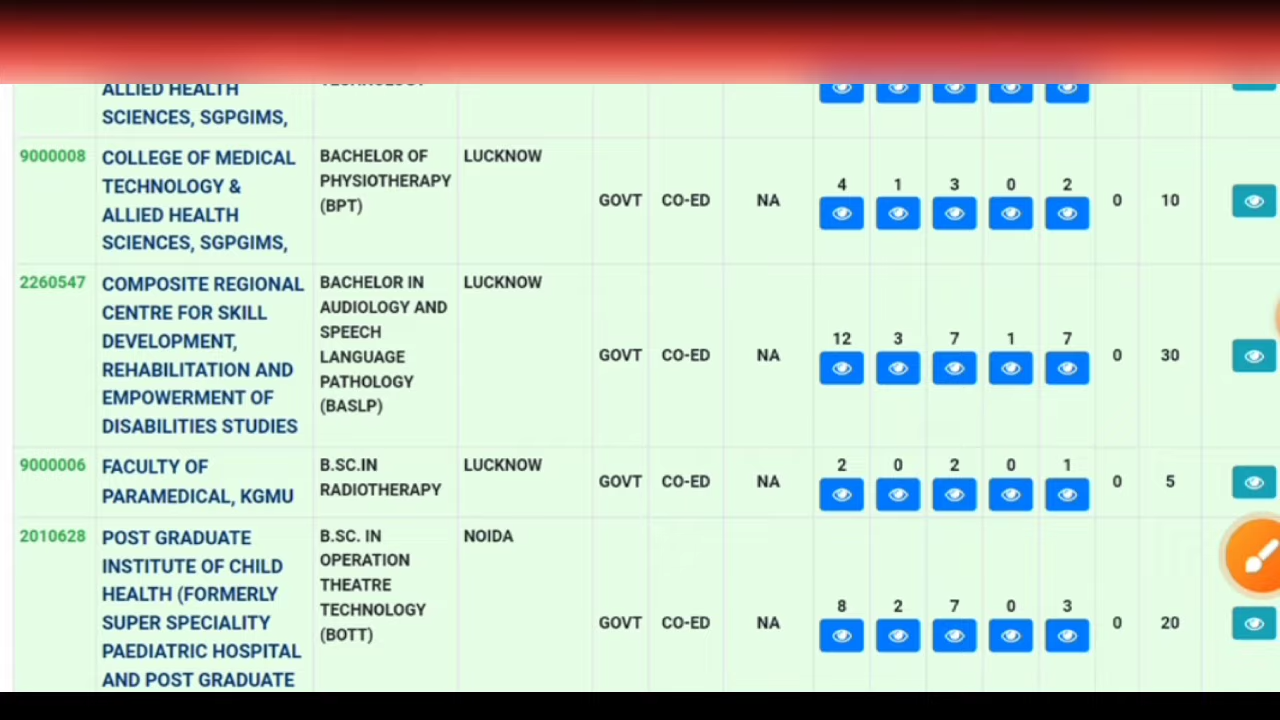 ALLIED HEALTH
SCIENCES, SGPGIMS,
9000008
COLLEGE OF MEDICAL
TECHNOLOGY &
ALLIED HEALTH
SCIENCES, SGPGIMS,
BACHELOR OF
PHYSIOTHERAPY
(BPT)
LUCKNOW
GOVT
CO-ED
NA
4
1
3
0
2
0
10
2260547
COMPOSITE REGIONAL
CENTRE FOR SKILL
DEVELOPMENT,
REHABILITATION AND
EMPOWERMENT OF
DISABILITIES STUDIES
BACHELOR IN
AUDIOLOGY AND
SPEECH
LANGUAGE
PATHOLOGY
(BASLP)
LUCKNOW
GOVT
CO-ED
NA
12
3
7
1
7
0
30
9000006
FACULTY OF
PARAMEDICAL, KGMU
B.SC.IN
RADIOTHERAPY
LUCKNOW
GOVT
CO-ED
NA
2
0
2
0
1
0
5
2010628
POST GRADUATE
INSTITUTE OF CHILD
HEALTH (FORMERLY
SUPER SPECIALITY
PAEDIATRIC HOSPITAL
AND POST GRADUATE
B.SC. IN
OPERATION
THEATRE
TECHNOLOGY
(BOTT)
NOIDA
GOVT
CO-ED
NA
8
2
7
0
3
0
20